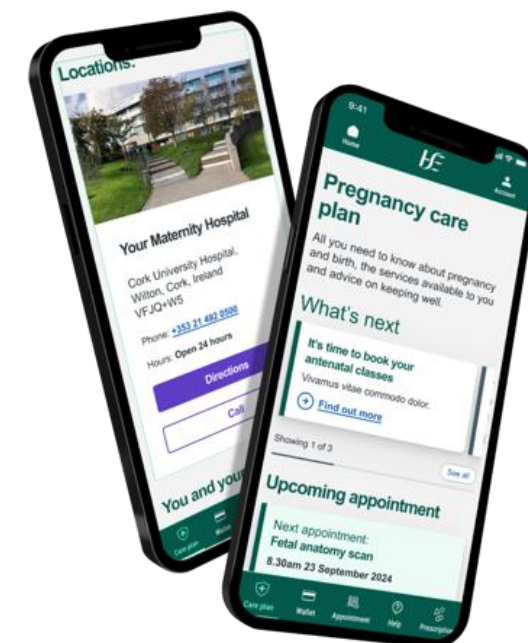 Locations:
Your Maternity Hospital
Cork University Hospital,
Wilton, Cork, Ireland
VFJQ+W5
Phone: +353 21 492 0500
Hours: Open 24 hours
Directions
Call
You and your
Care plan
Wallet
9:41
Home
HSE
Account
Pregnancy care
plan
All you need to know about pregnancy
and birth, the services available to you
and advice on keeping well.
What's next
It's time to book your
antenatal classes
Vivamus vitae commodo dolor.
Find out more
Showing 1 of 3
See all
Upcoming appointment
Next appointment:
Fetal anatomy scan
8.30am 23 September 2024
Care plan
Wallet
Appointment
Help
Prescription